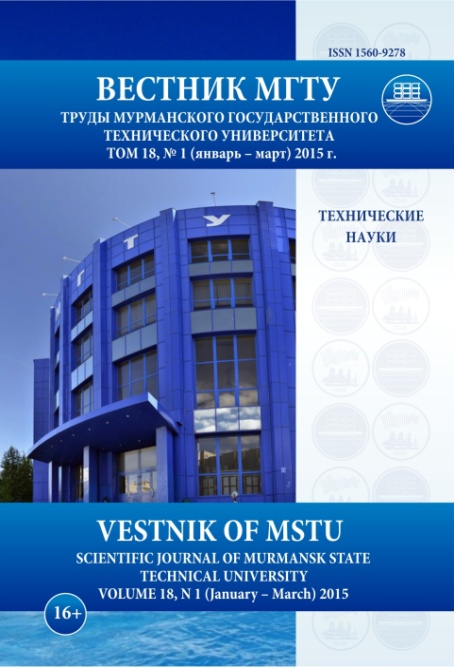 ISSN 1560-9278
ВЕСТНИК МГТУ
ТРУДЫ МУРМАНСКОГО ГОСУДАРСТВЕННОГО
ТЕХНИЧЕСКОГО УНИВЕРСИТЕТА
ТОМ 18, № 1 (январь – март) 2015 г.
ТЕХНИЧЕСКИЕ
НАУКИ
Г Т У
VESTNIK OF MSTU
SCIENTIFIC JOURNAL OF MURMANSK STATE
TECHNICAL UNIVERSITY
VOLUME 18, N 1 (January – March) 2015
16+